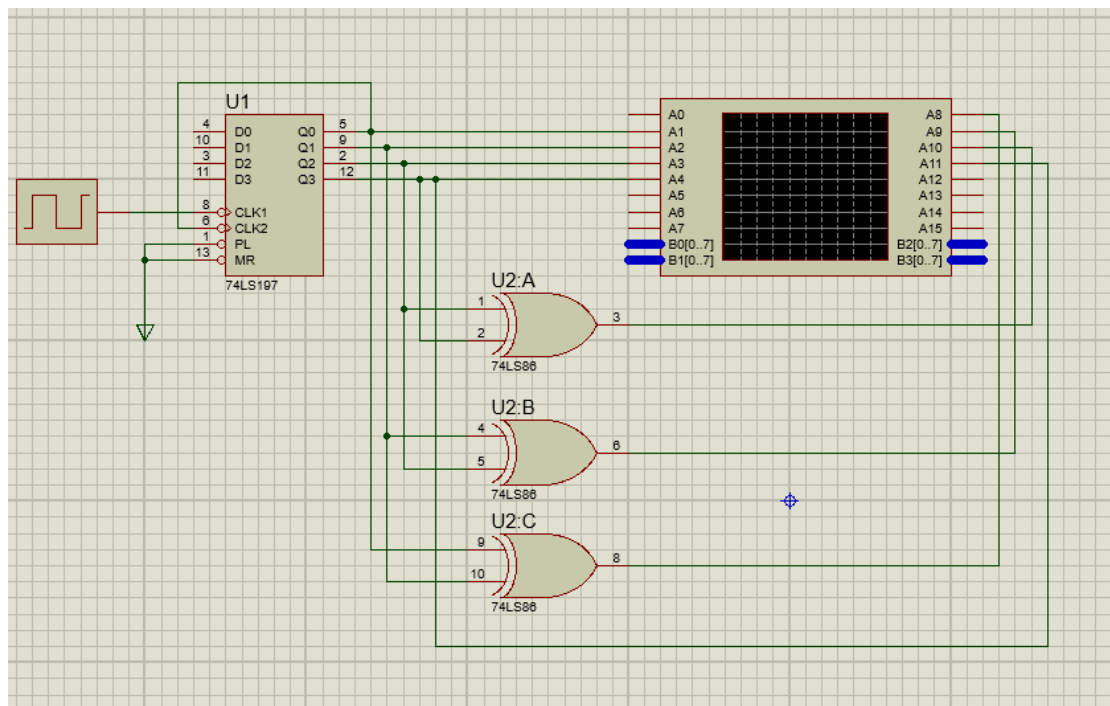 U1
4 D0 Q0 5
10 D1 Q1 9
3 D2 Q2 2
11 D3 Q3 12
8 CLK1
6 CLK2
1 PL
13 MR
74LS197
A0 A8
A1 A9
A2 A10
A3 A11
A4 A12
A5 A13
A6 A14
A7 A15
B0[0..7] B2[0..7]
B1[0..7] B3[0..7]
U2:A
1
2
3
74LS86
U2:B
4
5
6
74LS86
U2:C
9
10
8
74LS86